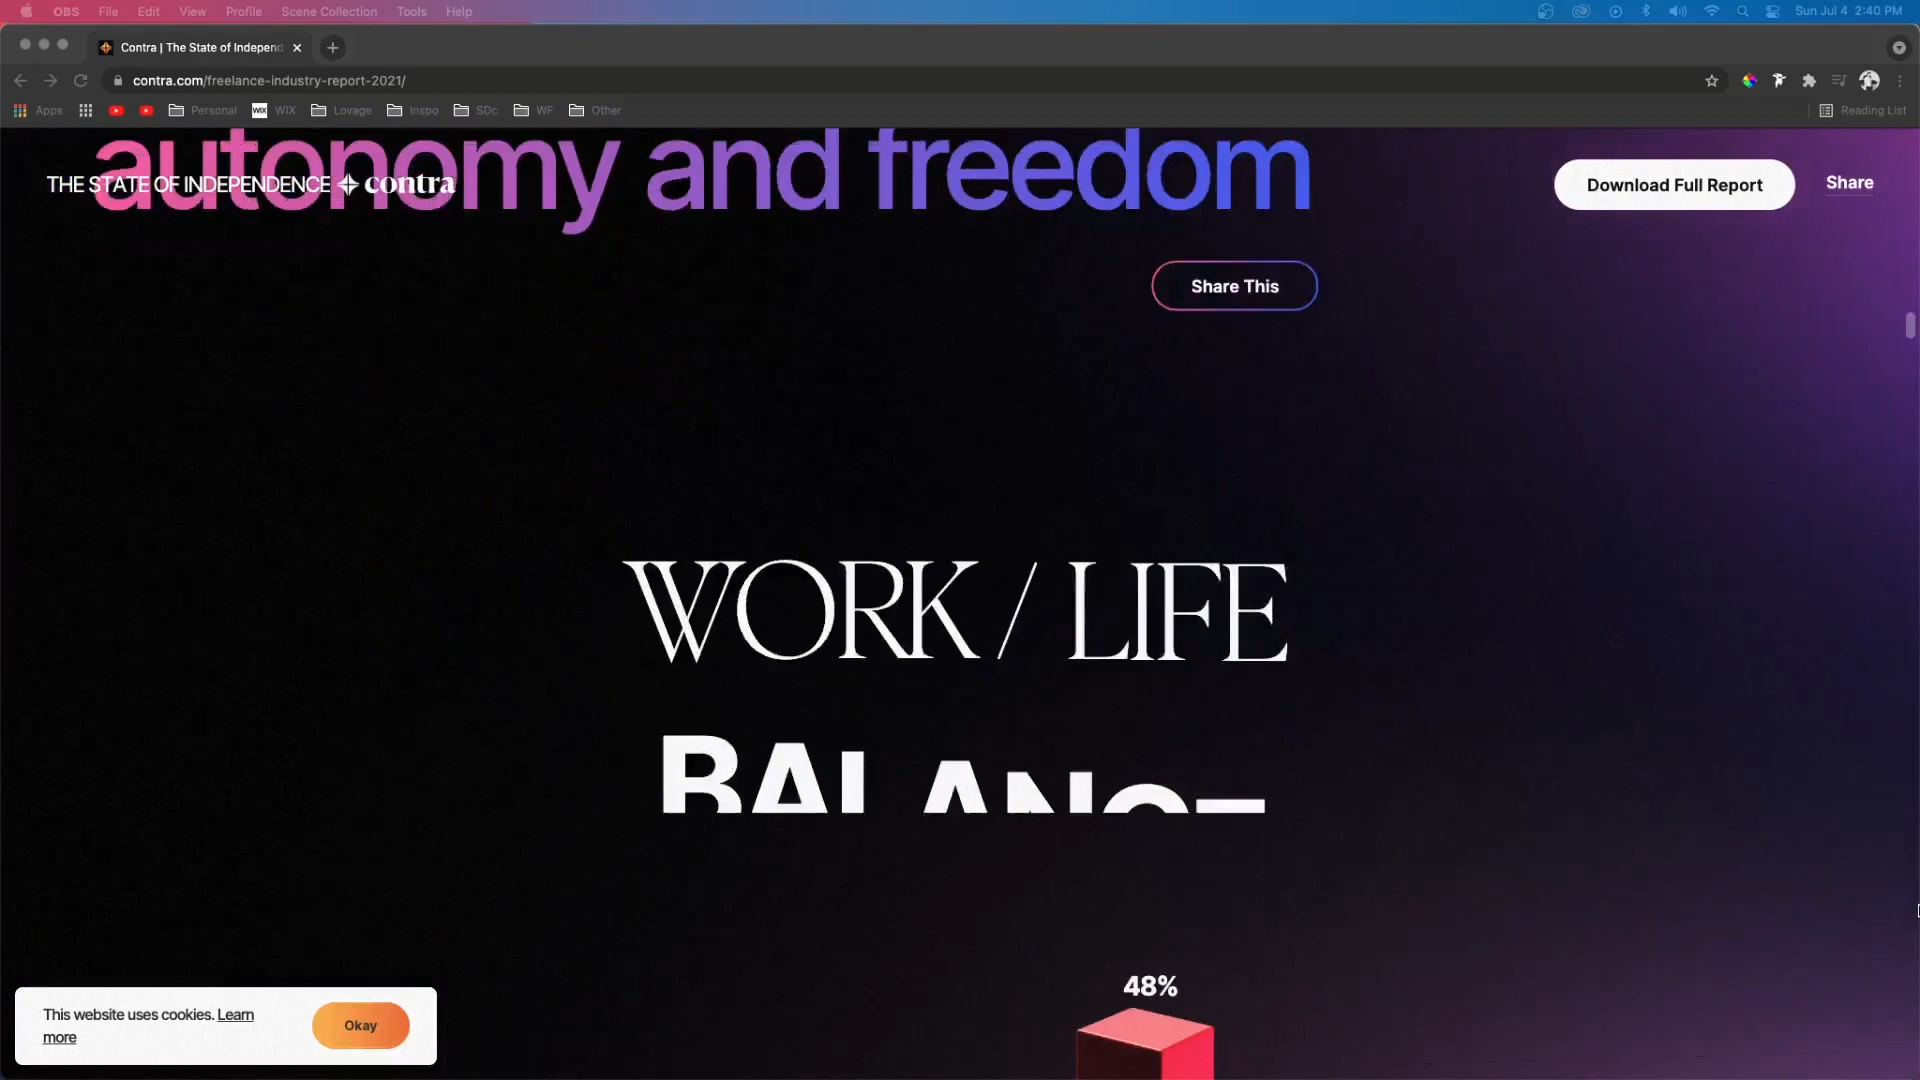 OBS File Edit View Profile Scene Collection Tools Help Sun Jul 4 2:40 PM
Contra | The State of Independ
contra.com/freelance-industry-report-2021/
Apps Personal WIX WIX Lovage Inspo SDc WF Other Reading List
autonomy and freedom
THE STATE OF INDEPENDENCE contra
Download Full Report
Share
Share This
WORK / LIFE
BALANCE
48%
This website uses cookies. Learn
more
Okay